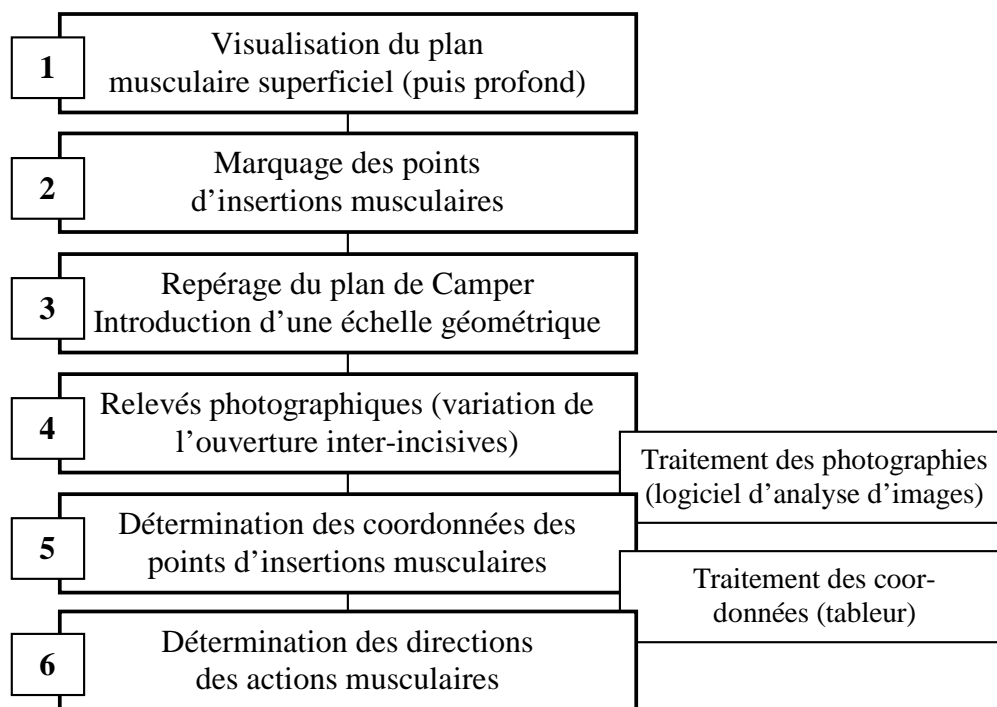 1
Visualisation du plan
musculaire superficiel (puis profond)
2
Marquage des points
d’insertions musculaires
3
Repérage du plan de Camper
Introduction d’une échelle géométrique
4
Relevés photographiques (variation de
l’ouverture inter-incisives)
Traitement des photographies
(logiciel d’analyse d’images)
5
Détermination des coordonnées des
points d’insertions musculaires
Traitement des coor-
données (tableur)
6
Détermination des directions
des actions musculaires